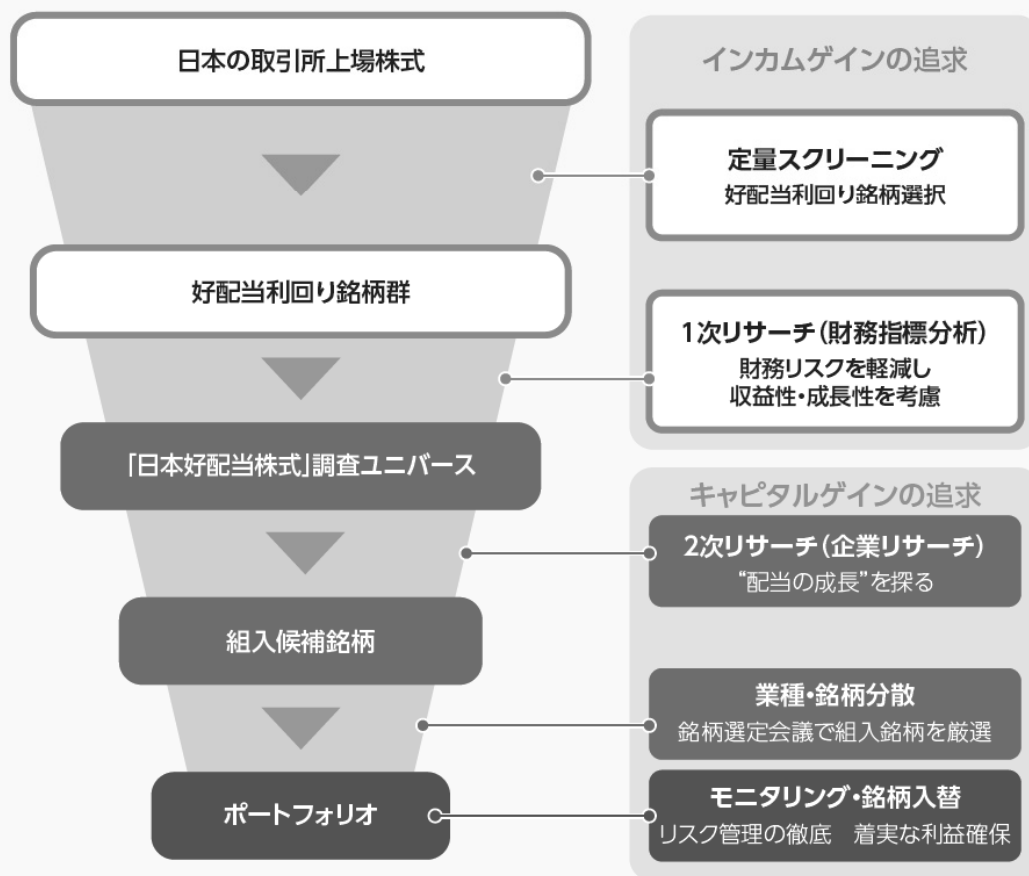 日本の取引所上場株式
インカムゲインの追求
定量スクリーニング
好配当利回り銘柄選択
好配当利回り銘柄群
1次リサーチ(財務指標分析)
財務リスクを軽減し
収益性・成長性を考慮
「日本好配当株式」調査ユニバース
キャピタルゲインの追求
2次リサーチ(企業リサーチ)
“配当の成長”を探る
組入候補銘柄
業種・銘柄分散
銘柄選定会議で組入銘柄を厳選
ポートフォリオ
モニタリング・銘柄入替
リスク管理の徹底　着実な利益確保